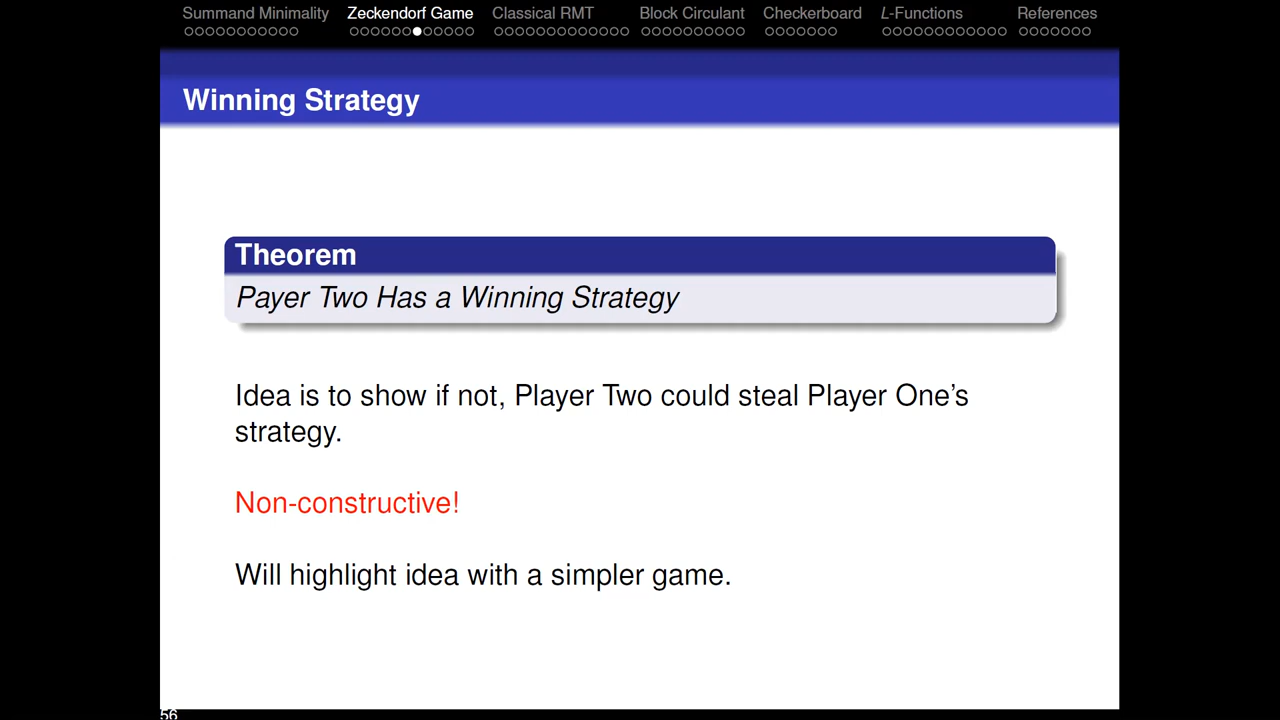 Summand Minimality Zeckendorf Game Classical RMT Block Circulant Checkerboard L-Functions References
Winning Strategy
Theorem
Payer Two Has a Winning Strategy
Idea is to show if not, Player Two could steal Player One's
strategy.
Non-constructive!
Will highlight idea with a simpler game.
56